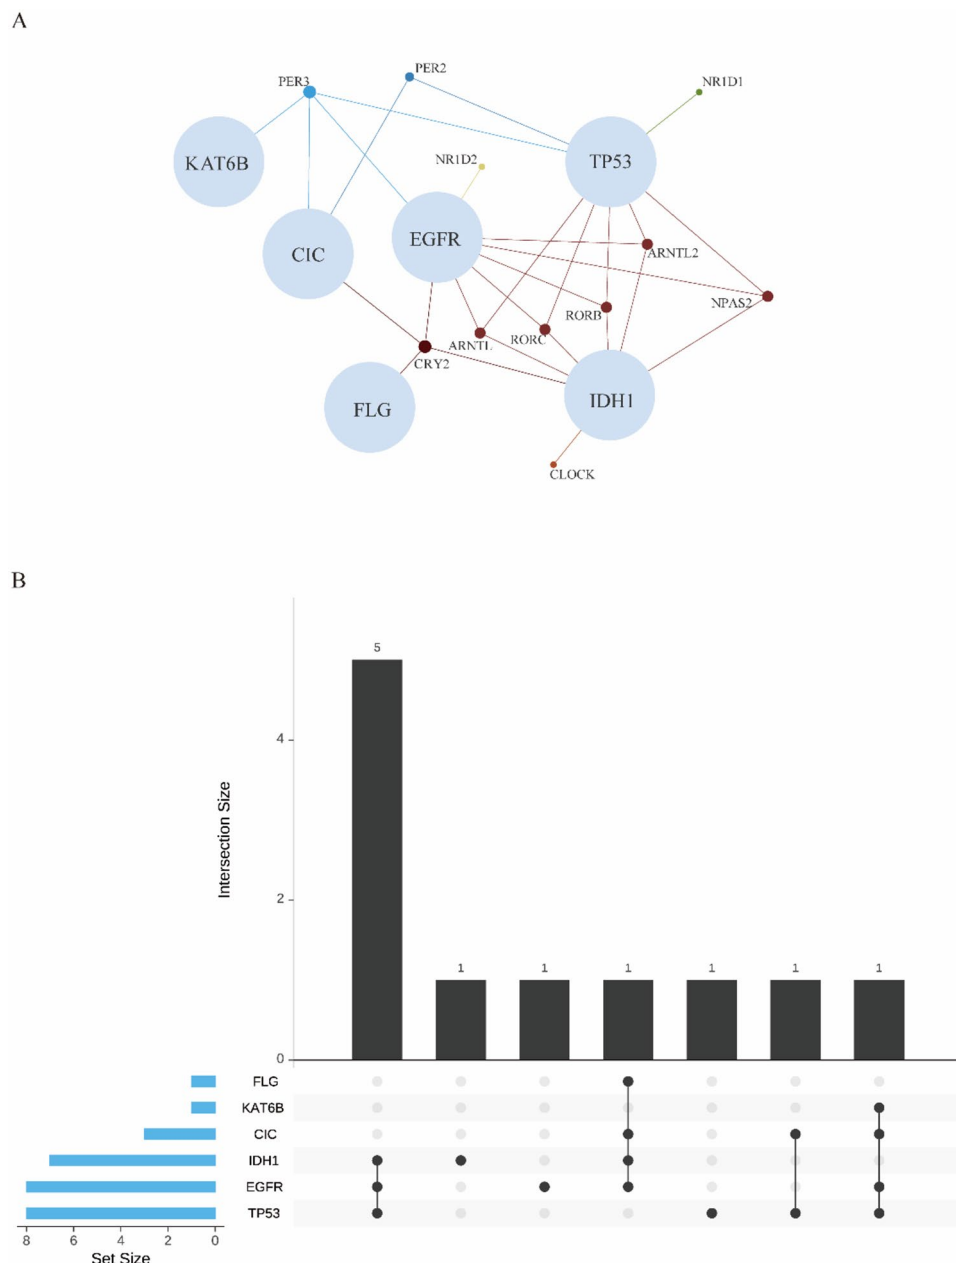 A
PER3
PER2
NR1D1
KAT6B
NR1D2
TP53
CIC
EGFR
ARNTL2
NPAS2
RORB
RORC
ARNTL
CRY2
FLG
IDH1
CLOCK
B
5
4
Intersection Size
2
1
1
1
1
1
1
0
FLG
KAT6B
CIC
IDH1
EGFR
TP53
8
6
4
2
0
Set Size